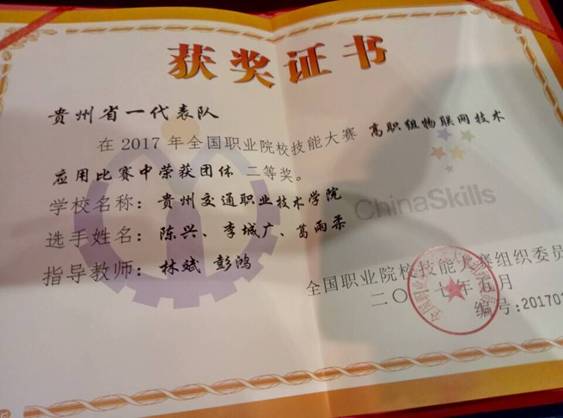 获奖证书
贵州省一代表队
在2017年全国职业院校技能大赛 高职组物联网技术
应用比赛中荣获团体 二等奖。
学校名称：贵州交通职业技术学院
选手姓名：陈兴、李城广、葛雨柔
指导教师：林斌 彭鸿
ChinaSkills
全国职业院校技能大赛组织委员
二〇一七年五月
编号:20170